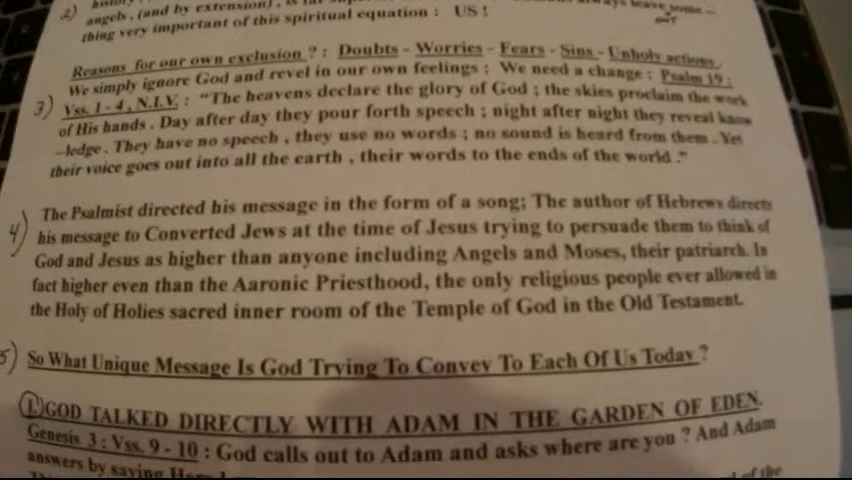 2)
angels, (and by extension), is
thing very important of this spiritual equation : US !
Reasons for our own exclusion ? : Doubts - Worries - Fears - Sins - Unholy actions.
We simply ignore God and revel in our own feelings ; We need a change : Psalm 19 ;
3) Vss. 1 - 4 , N.I.V. : "The heavens declare the glory of God ; the skies proclaim the work
of His hands . Day after day they pour forth speech ; night after night they reveal know
-ledge . They have no speech , they use no words ; no sound is heard from them . Yet
their voice goes out into all the earth , their words to the ends of the world ."
4) The Psalmist directed his message in the form of a song; The author of Hebrews directs
his message to Converted Jews at the time of Jesus trying to persuade them to think of
God and Jesus as higher than anyone including Angels and Moses, their patriarch. In
fact higher even than the Aaronic Priesthood, the only religious people ever allowed in
the Holy of Holies sacred inner room of the Temple of God in the Old Testament.
5) So What Unique Message Is God Trying To Convey To Each Of Us Today ?
GOD TALKED DIRECTLY WITH ADAM IN THE GARDEN OF EDEN.
Genesis 3 : Vss. 9 - 10 : God calls out to Adam and asks where are you ? And Adam
answers by saying
of the